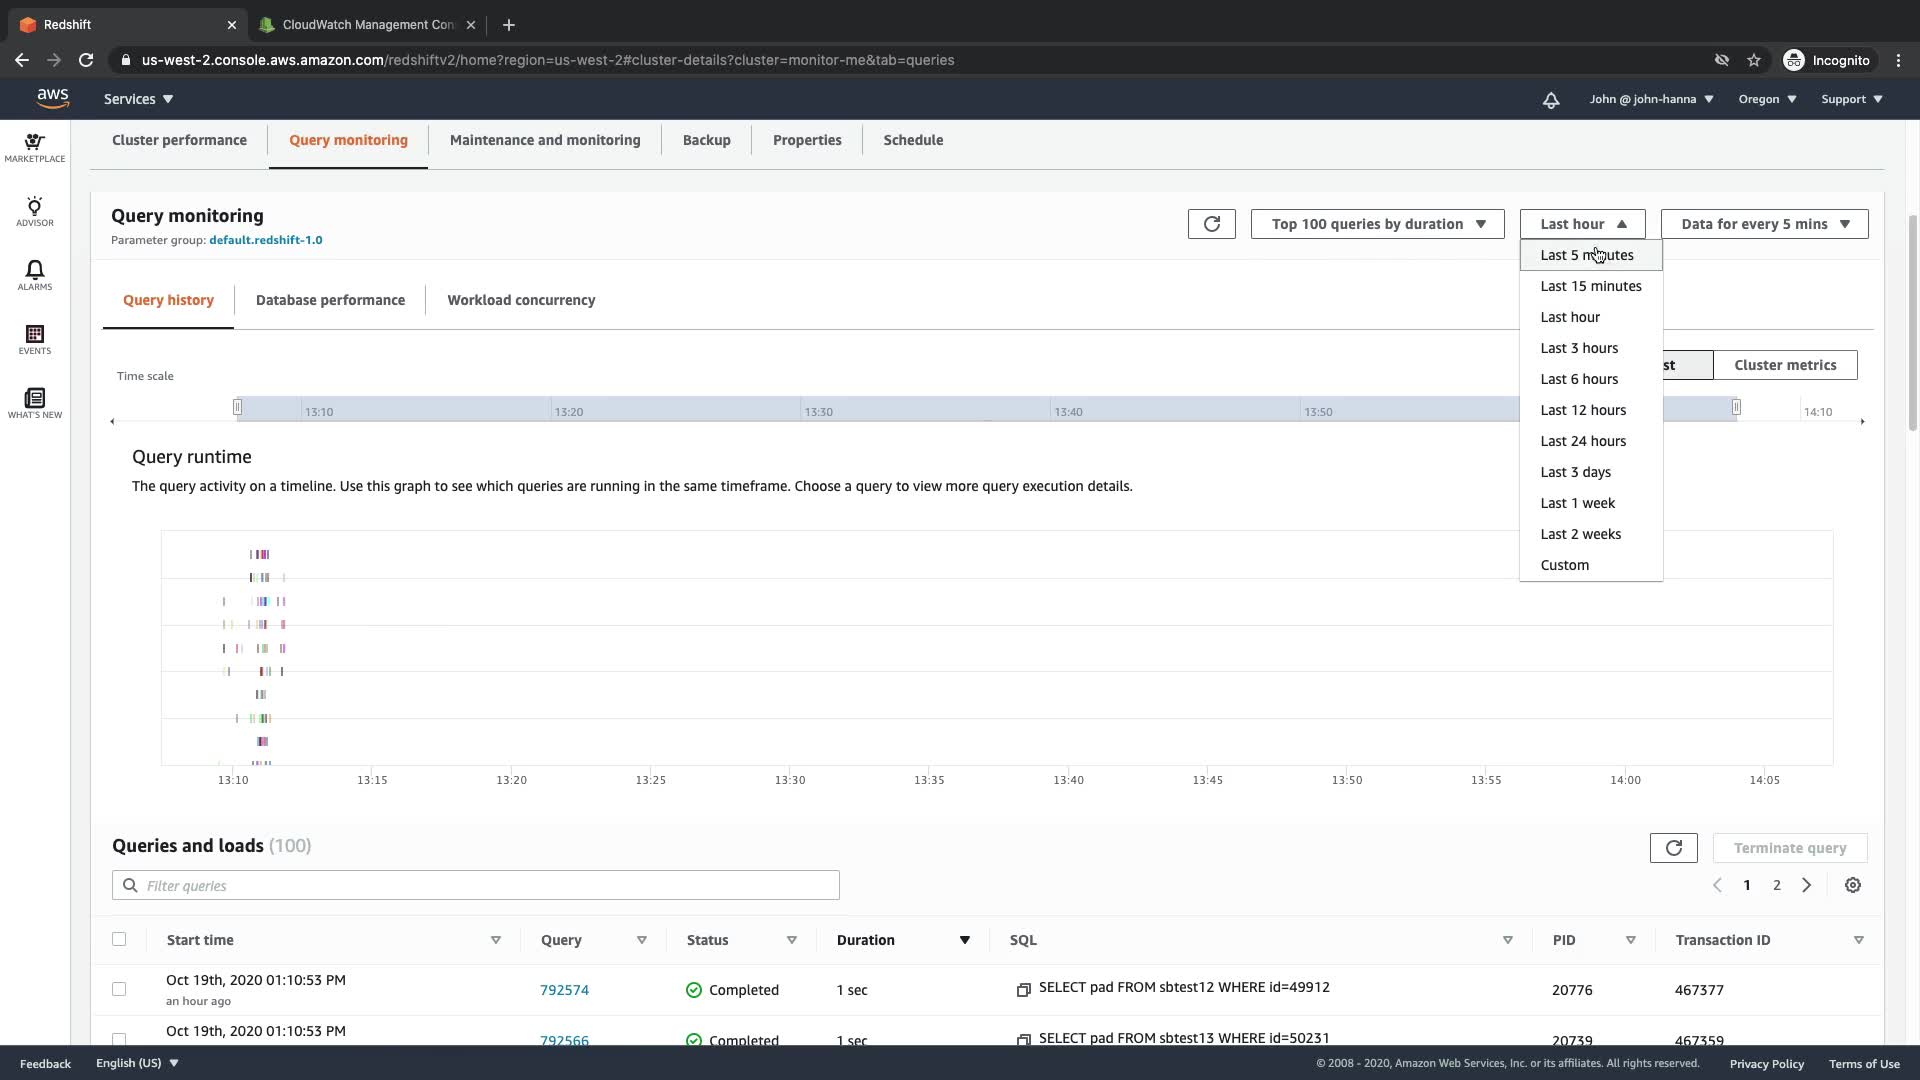 Redshift
CloudWatch Management Con
us-west-2.console.aws.amazon.com/redshiftv2/home?region=us-west-2#cluster-details?cluster=monitor-me&tab=queries
Incognito
aws
Services
John @ john-hanna
Oregon
Support
MARKETPLACE
ADVISOR
ALARMS
EVENTS
WHAT'S NEW
Cluster performance
Query monitoring
Maintenance and monitoring
Backup
Properties
Schedule
Query monitoring
Parameter group: default.redshift-1.0
Top 100 queries by duration
Last hour
Data for every 5 mins
Last 5 minutes
Last 15 minutes
Last hour
Last 3 hours
Last 6 hours
Last 12 hours
Last 24 hours
Last 3 days
Last 1 week
Last 2 weeks
Custom
Query history
Database performance
Workload concurrency
st
Cluster metrics
Time scale
13:10
13:20
13:30
13:40
13:50
14:10
Query runtime
The query activity on a timeline. Use this graph to see which queries are running in the same timeframe. Choose a query to view more query execution details.
13:10 13:15 13:20 13:25 13:30 13:35 13:40 13:45 13:50 13:55 14:00 14:05
Queries and loads (100)
Terminate query
Filter queries
1 2
Start time Query Status Duration SQL PID Transaction ID
Oct 19th, 2020 01:10:53 PM
an hour ago
792574 Completed 1 sec SELECT pad FROM sbtest12 WHERE id=49912 20776 467377
Oct 19th, 2020 01:10:53 PM
792566 Completed 1 sec SELECT pad FROM sbtest13 WHERE id=50231 20739 467359
Feedback
English (US)
© 2008 - 2020, Amazon Web Services, Inc. or its affiliates. All rights reserved.
Privacy Policy
Terms of Use